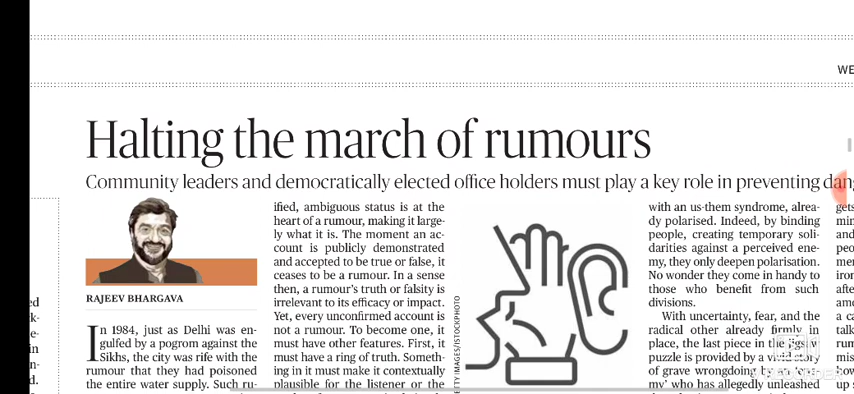 WE
Halting the march of rumours
Community leaders and democratically elected office holders must play a key role in preventing dan
RAJEEV BHARGAVA
In 1984, just as Delhi was en-
gulfed by a pogrom against the
Sikhs, the city was rife with the
rumour that they had poisoned
the entire water supply. Such ru-
ified, ambiguous status is at the
heart of a rumour, making it large-
ly what it is. The moment an ac-
count is publicly demonstrated
and accepted to be true or false, it
ceases to be a rumour. In a sense
then, a rumour's truth or falsity is
irrelevant to its efficacy or impact.
Yet, every unconfirmed account is
not a rumour. To become one, it
must have other features. First, it
must have a ring of truth. Someth-
ing in it must make it contextually
plausible for the listener or the
ETTY IMAGES/ISTOCKPHOTO
with an us-them syndrome, alrea-
dy polarised. Indeed, by binding
people, creating temporary soli-
darities against a perceived ene-
my, they only deepen polarisation.
No wonder they come in handy to
those who benefit from such
divisions.
With uncertainty, fear, and the
radical other already firmly in
place, the last piece in the
puzzle is provided by a
of grave wrongdoing
my' who has allegedly unleashed